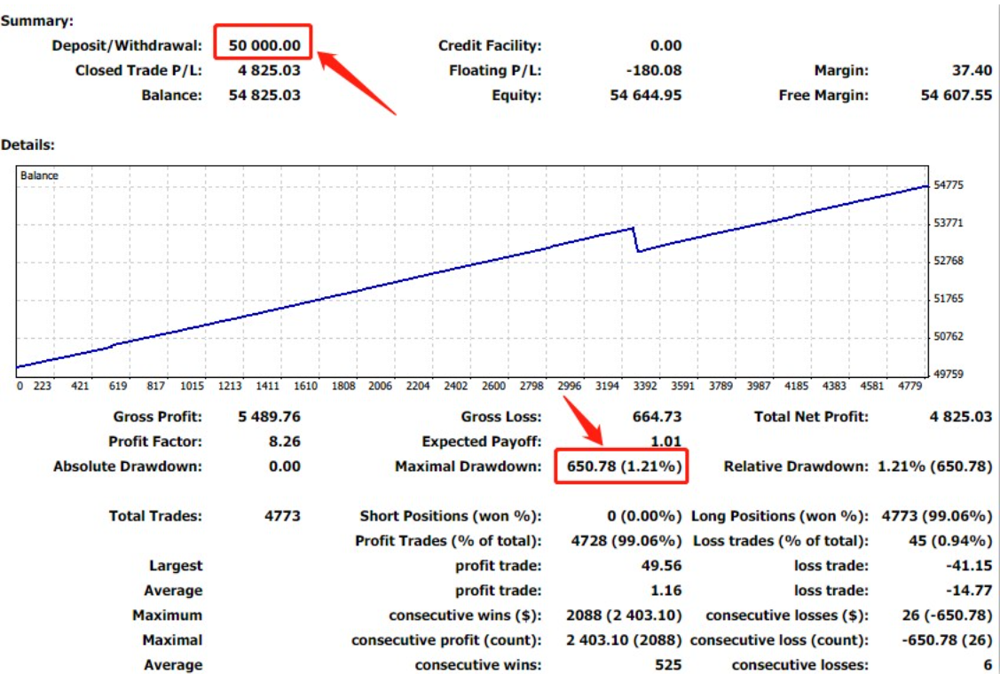 Summary:
Deposit/Withdrawal: 50 000.00 Credit Facility: 0.00
Closed Trade P/L: 4 825.03 Floating P/L: -180.08 Margin: 37.40
Balance: 54 825.03 Equity: 54 644.95 Free Margin: 54 607.55
Details:
Balance
54775
53771
52768
51765
50762
49759
0 223 421 619 817 1015 1213 1411 1610 1808 2006 2204 2402 2600 2798 2996 3194 3392 3591 3789 3987 4185 4383 4581 4779
Gross Profit: 5 489.76 Gross Loss: 664.73 Total Net Profit: 4 825.03
Profit Factor: 8.26 Expected Payoff: 1.01
Absolute Drawdown: 0.00 Maximal Drawdown: 650.78 (1.21%) Relative Drawdown: 1.21% (650.78)
Total Trades: 4773 Short Positions (won %): 0 (0.00%) Long Positions (won %): 4773 (99.06%)
Profit Trades (% of total): 4728 (99.06%) Loss trades (% of total): 45 (0.94%)
Largest profit trade: 49.56 loss trade: -41.15
Average profit trade: 1.16 loss trade: -14.77
Maximum consecutive wins ($): 2088 (2 403.10) consecutive losses ($): 26 (-650.78)
Maximal consecutive profit (count): 2 403.10 (2088) consecutive loss (count): -650.78 (26)
Average consecutive wins: 525 consecutive losses: 6